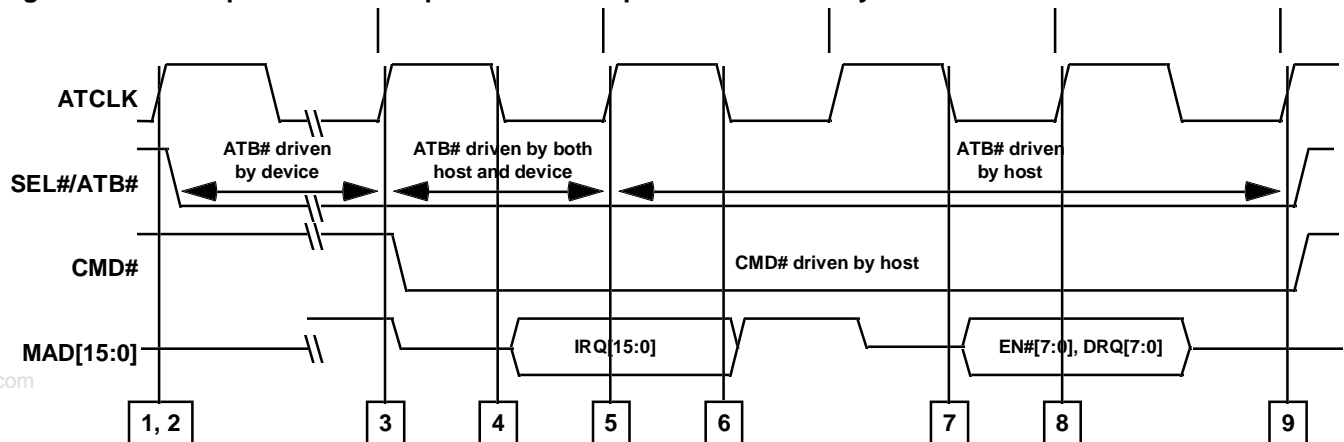 ATCLK
ATB# driven
by device
ATB# driven by both
host and device
ATB# driven
by host
SEL#/ATB#
CMD#
CMD# driven by host
MAD[15:0]
IRQ[15:0]
EN#[7:0], DRQ[7:0]
com
1, 2
3
4
5
6
7
8
9